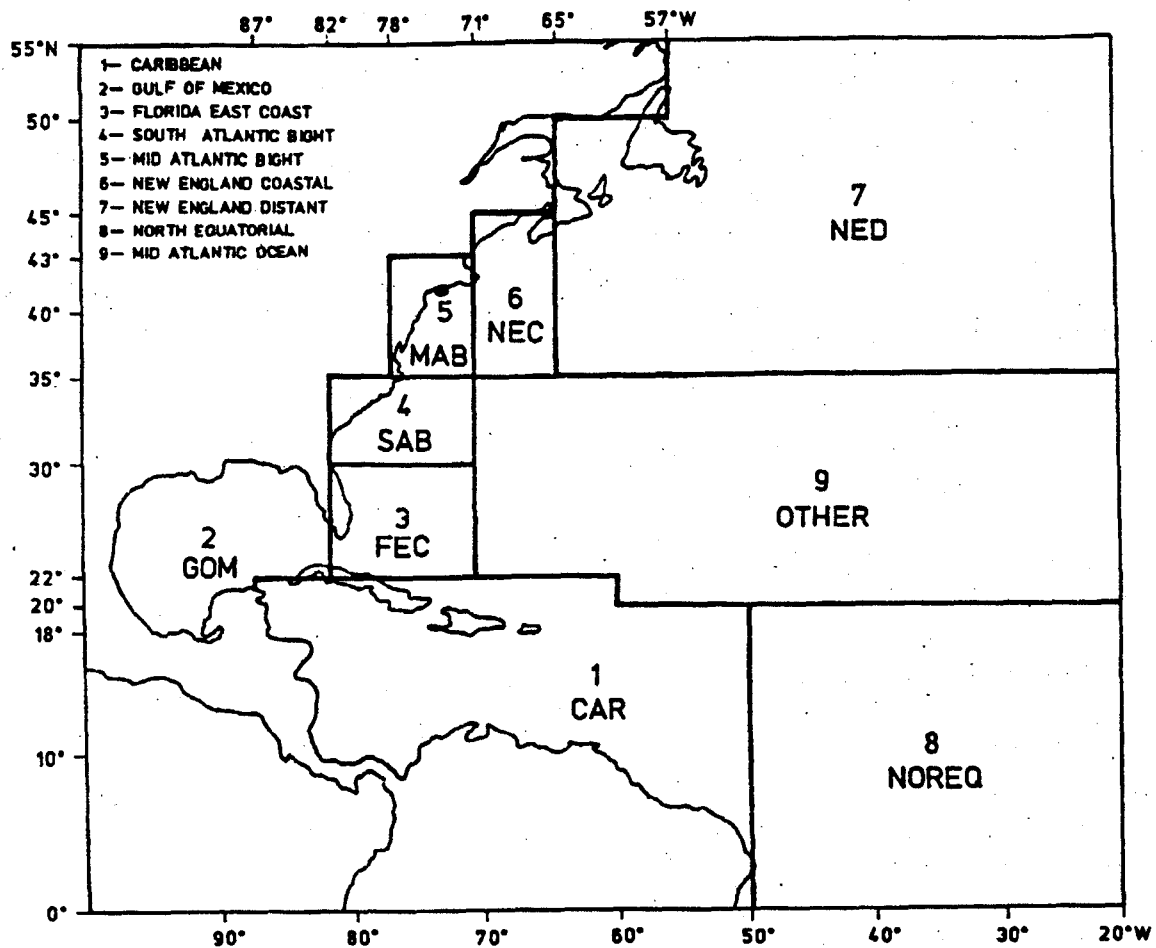 87° 82° 78° 71° 65° 57°W
55°N
1— CARIBBEAN
2— GULF OF MEXICO
3— FLORIDA EAST COAST
4— SOUTH ATLANTIC BIGHT
5— MID ATLANTIC BIGHT
6— NEW ENGLAND COASTAL
7— NEW ENGLAND DISTANT
8— NORTH EQUATORIAL
9— MID ATLANTIC OCEAN
50°
45°
43°
40°
35°
30°
22°
20°
18°
10°
0°
7
NED
6
NEC
5
MAB
4
SAB
9
OTHER
3
FEC
2
GOM
1
CAR
8
NOREQ
90° 80° 70° 60° 50° 40° 30° 20°W